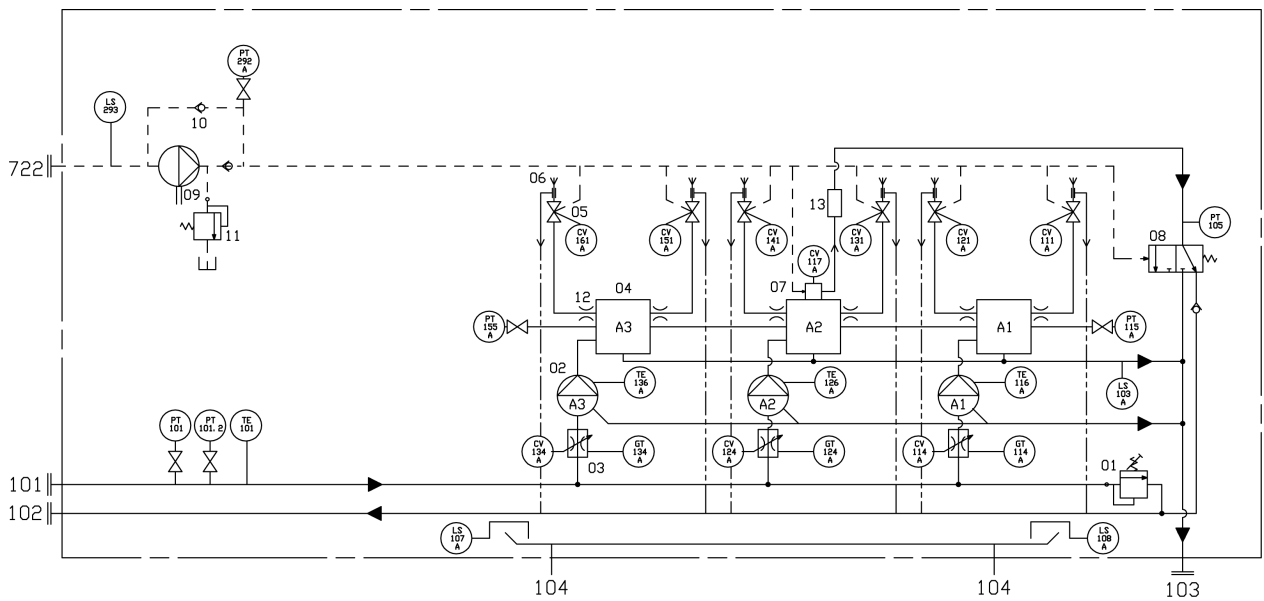 PT
292
A
LS
293
10
722
09
11
06
05
13
PT
105
08
CV
161
A
CV
151
A
CV
141
A
CV
131
A
CV
121
A
CV
111
A
CV
117
A
07
12
04
PT
155
A
A3
A2
A1
PT
115
A
02
TE
136
A
TE
126
A
TE
116
A
LS
103
A
A3
A2
A1
PT
101
PT
101.2
TE
101
CV
134
A
GT
134
A
CV
124
A
GT
124
A
CV
114
A
GT
114
A
03
01
101
102
LS
107
A
LS
108
A
104
104
103